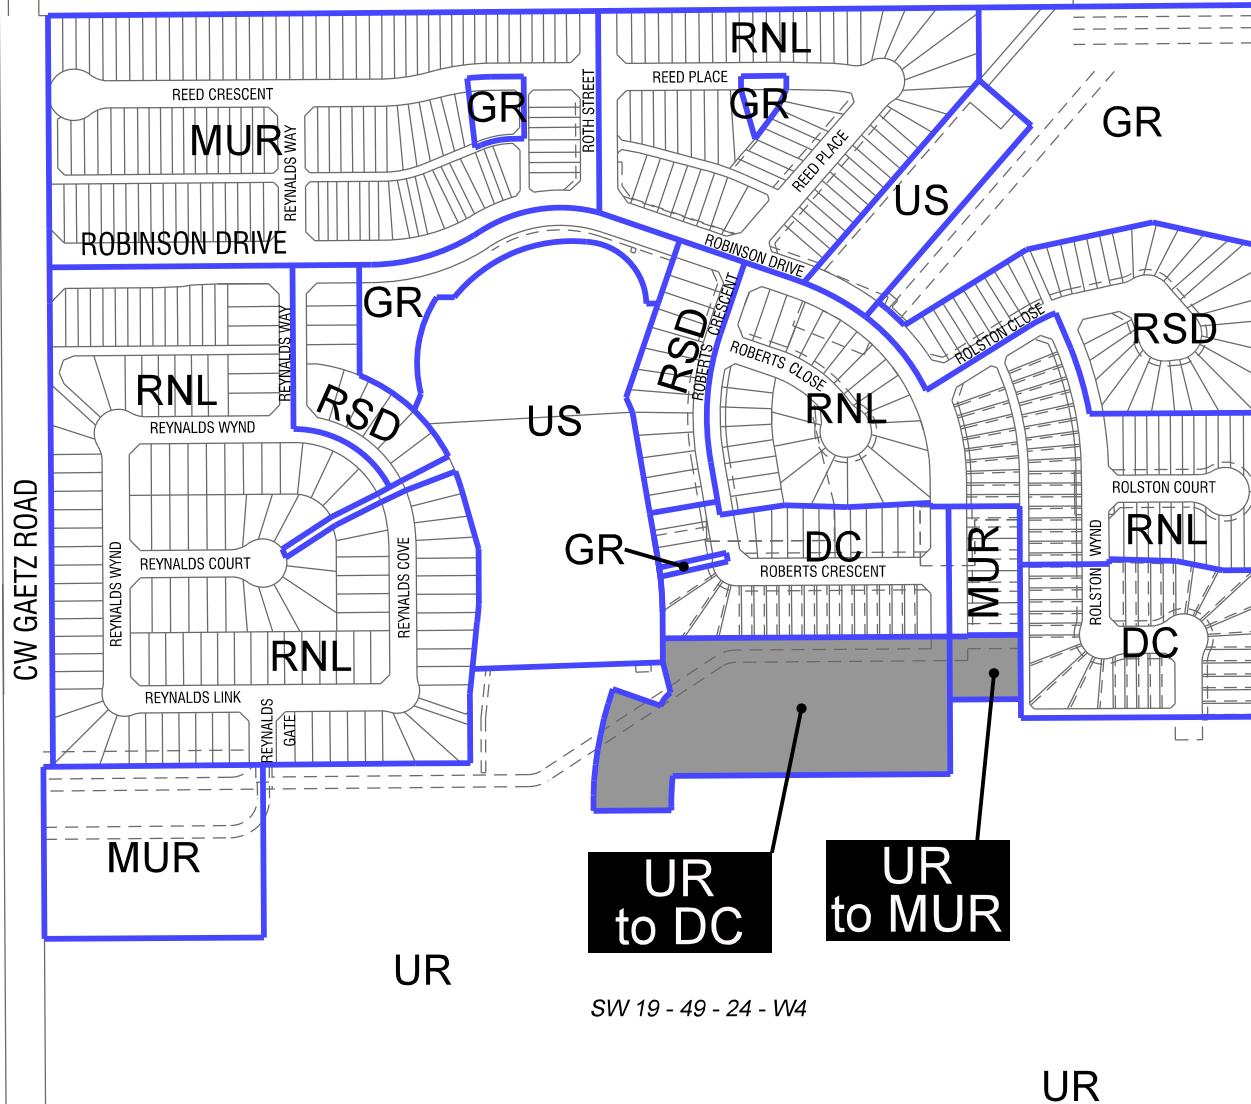 RNL
REED PLACE
REED CRESCENT
GR
GR
GR
ROTH STREET
MUR
REYNALDS WAY
REED PLACE
US
ROBINSON DRIVE
ROBINSON DRIVE
GR
REYNALDS WAY
RSD
ROBERTS CRESCENT
ROLSTON CLOSE
RSD
ROBERTS CLOSE
RNL
RSD
RNL
US
REYNALDS WYND
ROLSTON COURT
CW GAETZ ROAD
RNL
ROLSTON WYND
GR
DC
MUR
REYNALDS WYND
REYNALDS COURT
REYNALDS COVE
ROBERTS CRESCENT
ROLSTON
DC
RNL
REYNALDS LINK
REYNALDS
GATE
MUR
UR
to DC
UR
to MUR
UR
SW 19 - 49 - 24 - W4
UR